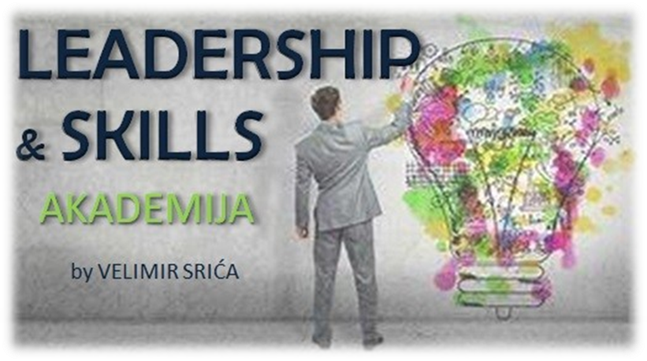 LEADERSHIP
& SKILLS
AKADEMIJA
by VELIMIR SRIĆA